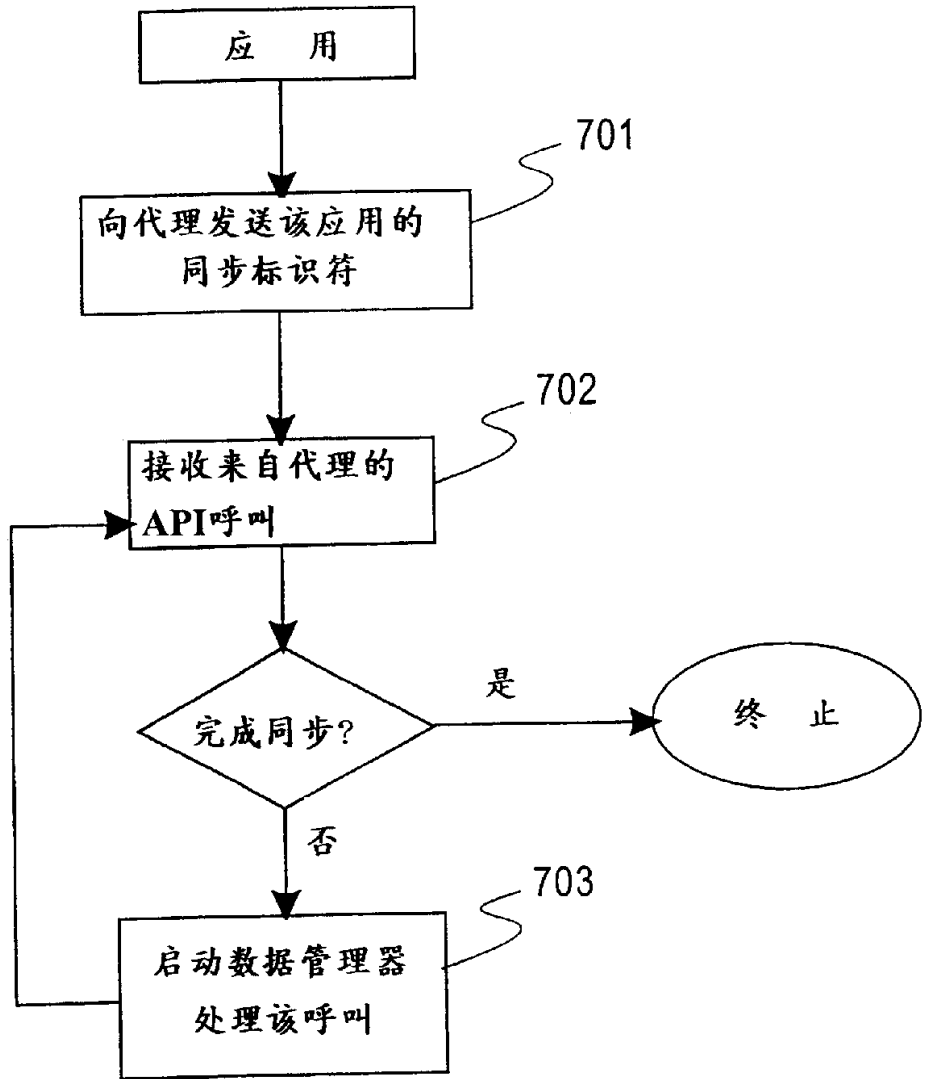 应 用
701
向代理发送该应用的
同步标识符
702
接收来自代理的
API呼叫
完成同步?
是
终 止
否
703
启动数据管理器
处理该呼叫